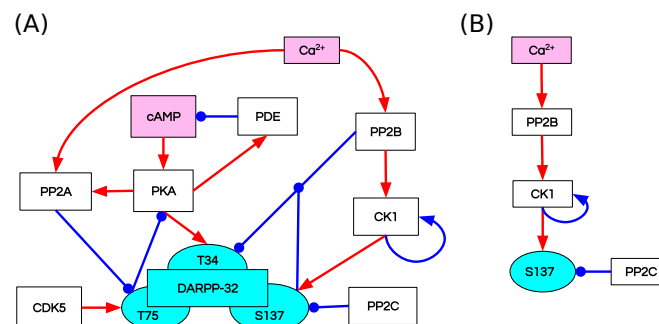 (A)
Ca²⁺
cAMP
PDE
PP2B
PP2A
PKA
CK1
T34
DARPP-32
CDK5
T75
S137
PP2C
(B)
Ca²⁺
PP2B
CK1
S137
PP2C